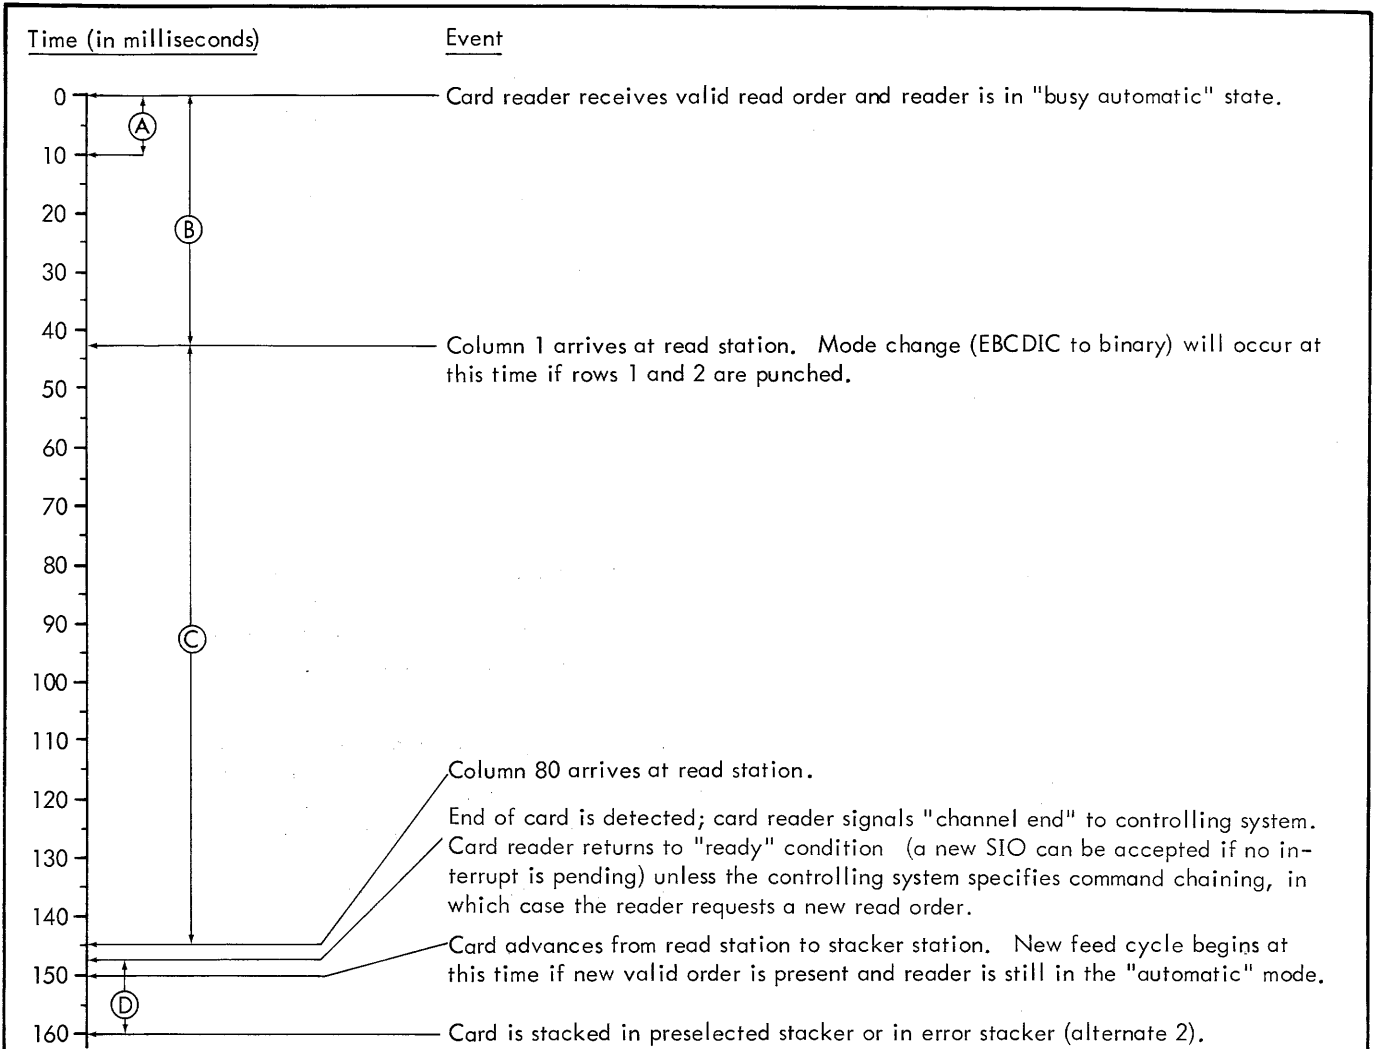 Time (in milliseconds)
Event
0
Card reader receives valid read order and reader is in "busy automatic" state.
A
10
20
B
30
40
Column 1 arrives at read station. Mode change (EBCDIC to binary) will occur at
this time if rows 1 and 2 are punched.
50
60
70
80
90
C
100
110
Column 80 arrives at read station.
120
End of card is detected; card reader signals "channel end" to controlling system.
Card reader returns to "ready" condition (a new SIO can be accepted if no in-
130
terrupt is pending) unless the controlling system specifies command chaining, in
which case the reader requests a new read order.
140
Card advances from read station to stacker station. New feed cycle begins at
150
this time if new valid order is present and reader is still in the "automatic" mode.
D
160
Card is stacked in preselected stacker or in error stacker (alternate 2).